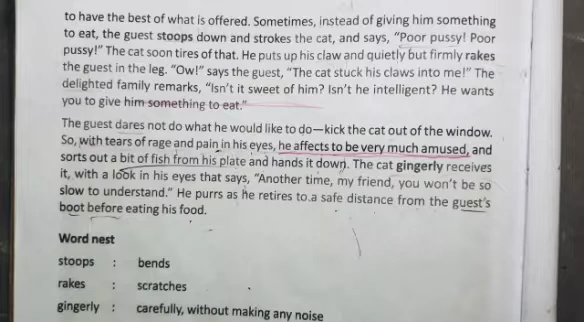 to have the best of what is offered. Sometimes, instead of giving him something
to eat, the guest stoops down and strokes the cat, and says, "Poor pussy! Poor
pussy!" The cat soon tires of that. He puts up his claw and quietly but firmly rakes
the guest in the leg. "Ow!" says the guest, "The cat stuck his claws into me!" The
delighted family remarks, "Isn't it sweet of him? Isn't he intelligent? He wants
you to give him something to eat."
The guest dares not do what he would like to do—kick the cat out of the window.
So, with tears of rage and pain in his eyes, he affects to be very much amused, and
sorts out a bit of fish from his plate and hands it down. The cat gingerly receives
it, with a look in his eyes that says, "Another time, my friend, you won't be so
slow to understand." He purrs as he retires to a safe distance from the guest's
boot before eating his food.
Word nest
stoops : bends
rakes : scratches
gingerly : carefully, without making any noise